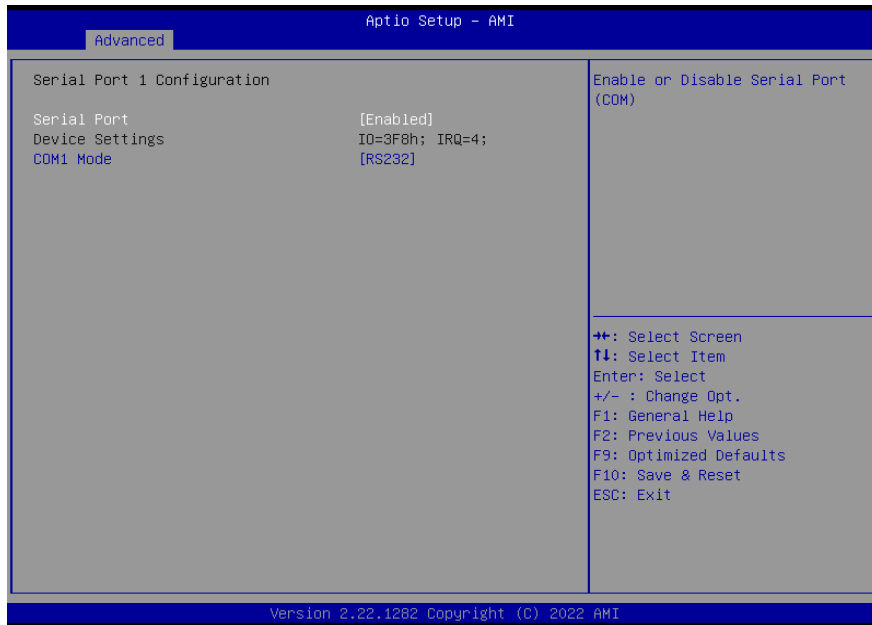 Aptio Setup – AMI
Advanced
Serial Port 1 Configuration
Serial Port [Enabled]
Device Settings IO=3F8h; IRQ=4;
COM1 Mode [RS232]
Enable or Disable Serial Port
(COM)
→←: Select Screen
↑↓: Select Item
Enter: Select
+/- : Change Opt.
F1: General Help
F2: Previous Values
F9: Optimized Defaults
F10: Save & Reset
ESC: Exit
Version 2.22.1282 Copyright (C) 2022 AMI